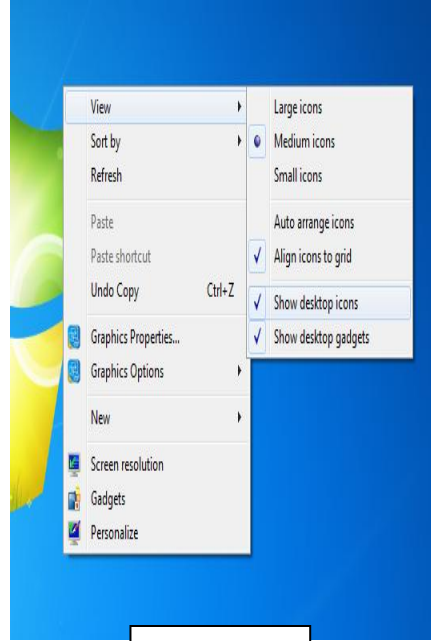 View
Sort by
Refresh
Paste
Paste shortcut
Undo Copy Ctrl+Z
Graphics Properties...
Graphics Options
New
Screen resolution
Gadgets
Personalize
Large icons
Medium icons
Small icons
Auto arrange icons
Align icons to grid
Show desktop icons
Show desktop gadgets